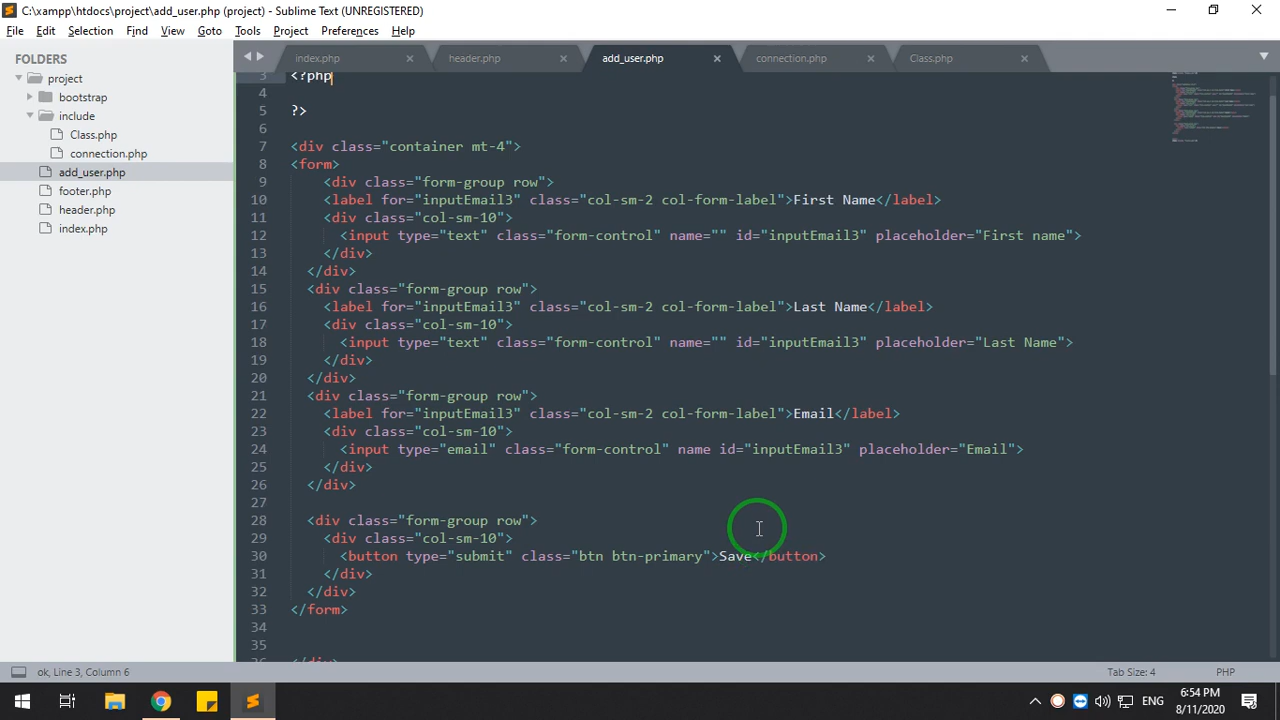 C:\xampp\htdocs\project\add_user.php (project) - Sublime Text (UNREGISTERED)
File Edit Selection Find View Goto Tools Project Preferences Help
FOLDERS
project
bootstrap
include
Class.php
connection.php
add_user.php
footer.php
header.php
index.php
index.php header.php add_user.php connection.php Class.php
3 <?php
4
5 ?>
6
7 <div class="container mt-4">
8 <form>
9 <div class="form-group row">
10 <label for="inputEmail3" class="col-sm-2 col-form-label">First Name</label>
11 <div class="col-sm-10">
12 <input type="text" class="form-control" name="" id="inputEmail3" placeholder="First name">
13 </div>
14 </div>
15 <div class="form-group row">
16 <label for="inputEmail3" class="col-sm-2 col-form-label">Last Name</label>
17 <div class="col-sm-10">
18 <input type="text" class="form-control" name="" id="inputEmail3" placeholder="Last Name">
19 </div>
20 </div>
21 <div class="form-group row">
22 <label for="inputEmail3" class="col-sm-2 col-form-label">Email</label>
23 <div class="col-sm-10">
24 <input type="email" class="form-control" name id="inputEmail3" placeholder="Email">
25 </div>
26 </div>
27
28 <div class="form-group row">
29 <div class="col-sm-10">
30 <button type="submit" class="btn btn-primary">Save</button>
31 </div>
32 </div>
33 </form>
34
35
36 </div>
ok, Line 3, Column 6
Tab Size: 4 PHP
ENG
6:54 PM
8/11/2020